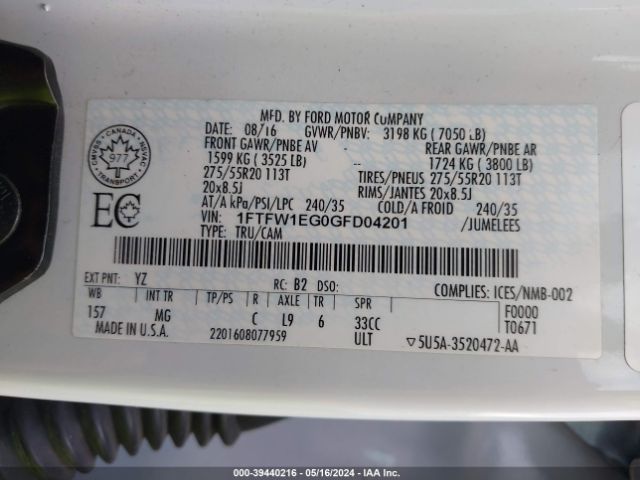 MFD. BY FORD MOTOR COMPANY
DATE: 08/16 GVWR/PNBV: 3198 KG ( 7050 LB)
FRONT GAWR/PNBE AV REAR GAWR/PNBE AR
1599 KG ( 3525 LB) -- 1724 KG ( 3800 LB)
275/55R20 113T TIRES/PNEUS 275/55R20 113T
20x8.5J RIMS/JANTES 20x8.5J
AT/A kPa/PSI/LPC 240/35 COLD/A FROID 240/35
VIN: 1FTFW1EG0GFD04201 /JUMELEES
TYPE: TRU/CAM
CMVSS CANADA NSVAC
977
TRANSPORT
EC
EXT PNT: YZ RC: B2 DSO: COMPLIES: ICES/NMB-002
WB INT TR TP/PS R AXLE TR SPR F0000
157 MG C L9 6 33CC T0671
MADE IN U.S.A. 2201608077959 ULT ▽5U5A-3520472-AA
000-39440216 - 05/16/2024 - IAA Inc.